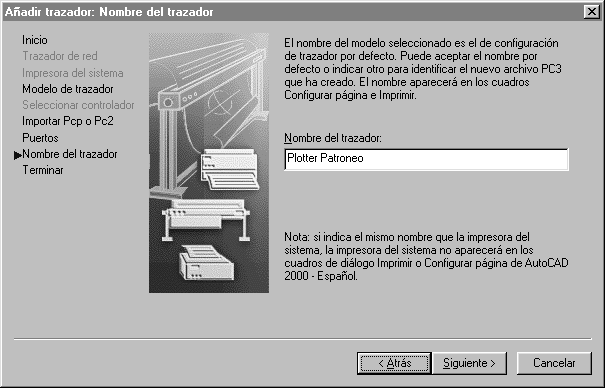 Añadir trazador: Nombre del trazador
Inicio
Trazador de red
Impresora del sistema
Modelo de trazador
Seleccionar controlador
Importar Pcp o Pc2
Puertos
Nombre del trazador
Terminar
El nombre del modelo seleccionado es el de configuración
de trazador por defecto. Puede aceptar el nombre por
defecto o indicar otro para identificar el nuevo archivo PC3
que ha creado. El nombre aparecerá en los cuadros
Configurar página e Imprimir.
Nombre del trazador:
Plotter Patroneo
Nota: si indica el mismo nombre que la impresora del
sistema, la impresora del sistema no aparecerá en los
cuadros de diálogo Imprimir o Configurar página de AutoCAD
2000 - Español.
< Atrás
Siguiente >
Cancelar